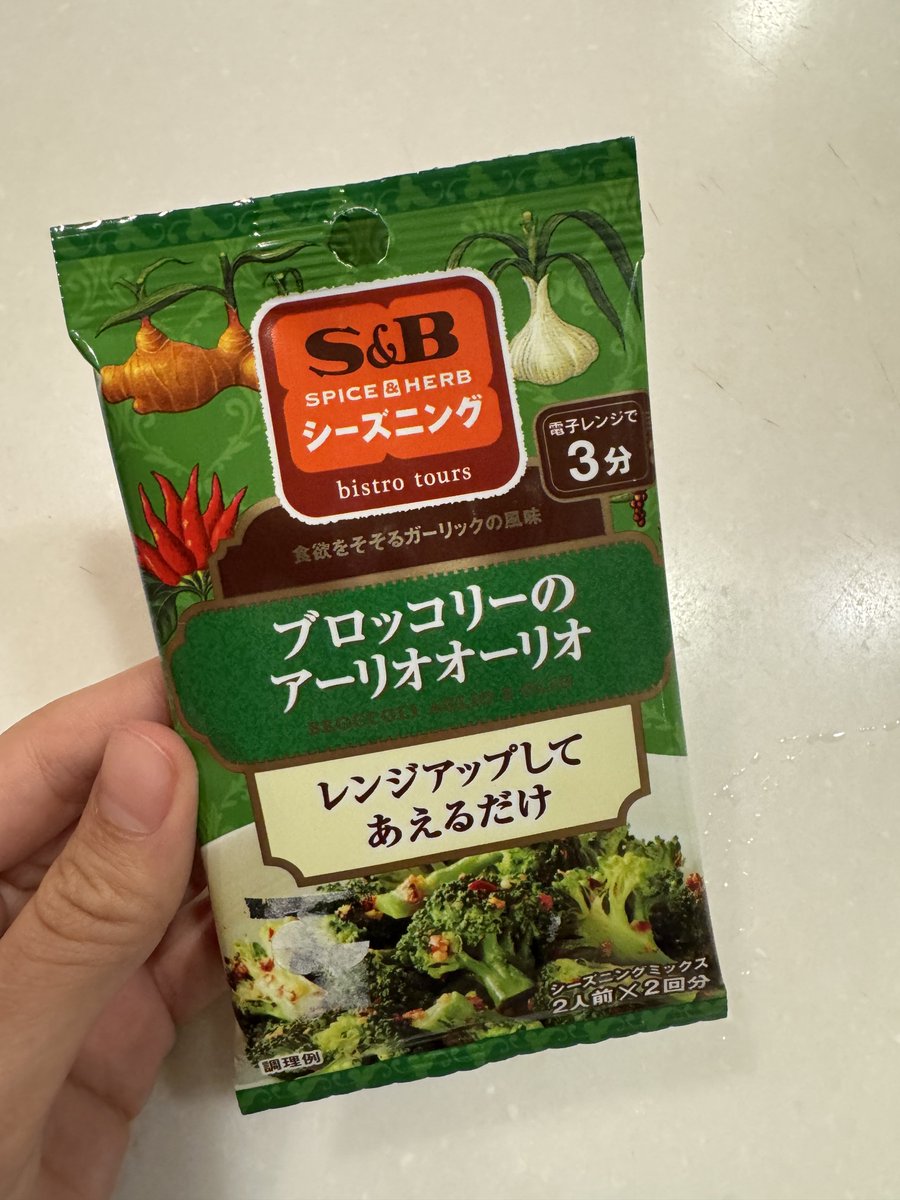 S&B
SPICE & HERB
シーズニング
bistro tours
電子レンジで
3分
食欲をそそるガーリックの風味
ブロッコリーの
アーリオオーリオ
BROCCOLI AGLIO E OLIO
レンジアップして
あえるだけ
シーズニングミックス
2人前×2回分
調理例